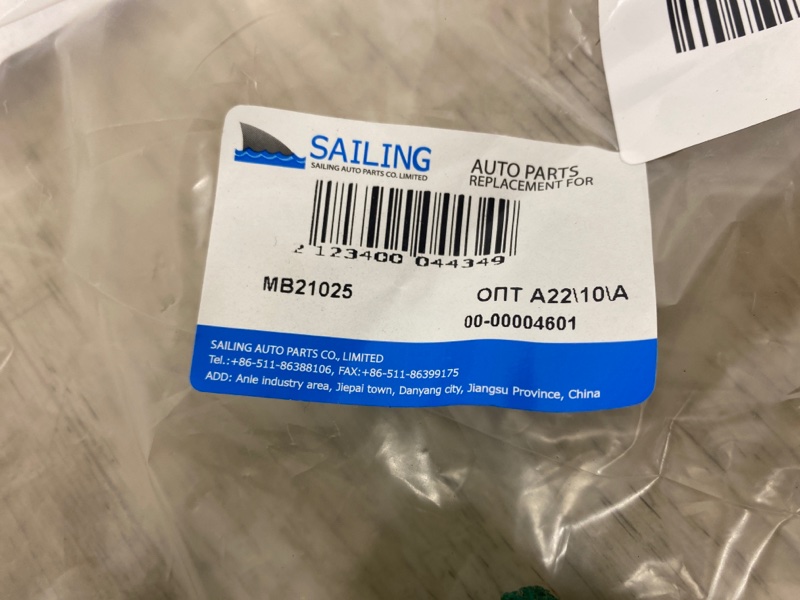 SAILING
SAILING AUTO PARTS CO. LIMITED
AUTO PARTS
REPLACEMENT FOR
2 123400 044349
MB21025
ОПТ А22\10\А
00-00004601
SAILING AUTO PARTS CO., LIMITED
Tel.:+86-511-86388106, FAX:+86-511-86399175
ADD: Anie industry area, Jiepai town, Danyang city, Jiangsu Province, China